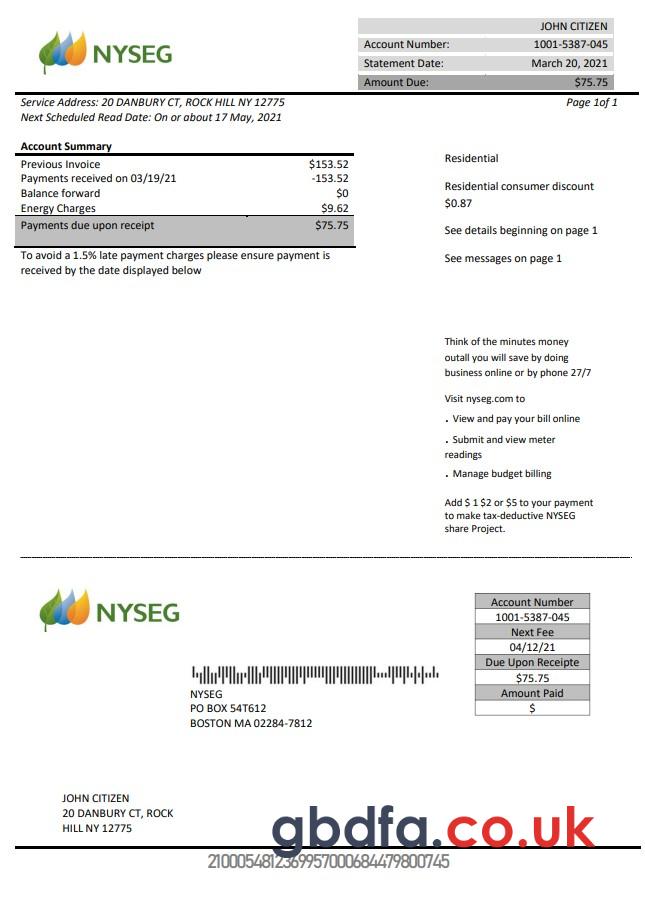 NYSEG
JOHN CITIZEN
Account Number: 1001-5387-045
Statement Date: March 20, 2021
Amount Due: $75.75
Service Address: 20 DANBURY CT, ROCK HILL NY 12775
Page 1of 1
Next Scheduled Read Date: On or about 17 May, 2021
Account Summary
Previous Invoice $153.52
Payments received on 03/19/21 -153.52
Balance forward $0
Energy Charges $9.62
Payments due upon receipt $75.75
To avoid a 1.5% late payment charges please ensure payment is
received by the date displayed below
Residential
Residential consumer discount
$0.87
See details beginning on page 1
See messages on page 1
Think of the minutes money
outall you will save by doing
business online or by phone 27/7
Visit nyseg.com to
. View and pay your bill online
. Submit and view meter
readings
. Manage budget billing
Add $ 1 $2 or $5 to your payment
to make tax-deductive NYSEG
share Project.
NYSEG
Account Number
1001-5387-045
Next Fee
04/12/21
Due Upon Receipte
$75.75
Amount Paid
$
NYSEG
PO BOX 54T612
BOSTON MA 02284-7812
JOHN CITIZEN
20 DANBURY CT, ROCK
HILL NY 12775
gbdfa.co.uk
2100054812369957000684479800745